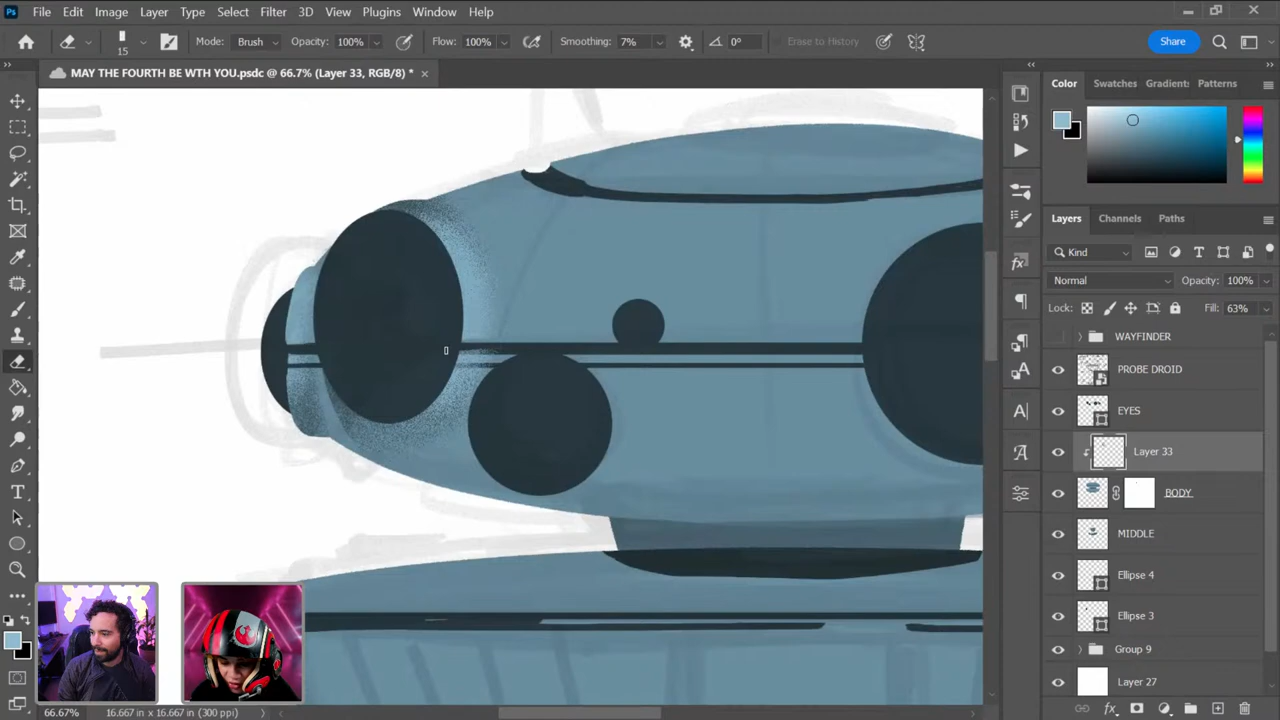 Ps File Edit Image Layer Type Select Filter 3D View Plugins Window Help
15 Mode: Brush Opacity: 100% Flow: 100% Smoothing: 7% 0° Erase to History Share
MAY THE FOURTH BE WTH YOU.psdc @ 66.7% (Layer 33, RGB/8) *
Color Swatches Gradient: Patterns
Layers Channels Paths
Kind
Normal Opacity: 100%
Lock: Fill: 63%
WAYFINDER
PROBE DROID
EYES
Layer 33
BODY
MIDDLE
Ellipse 4
Ellipse 3
Group 9
Layer 27
66.67% 16.667 in x 16.667 in (300 ppi)